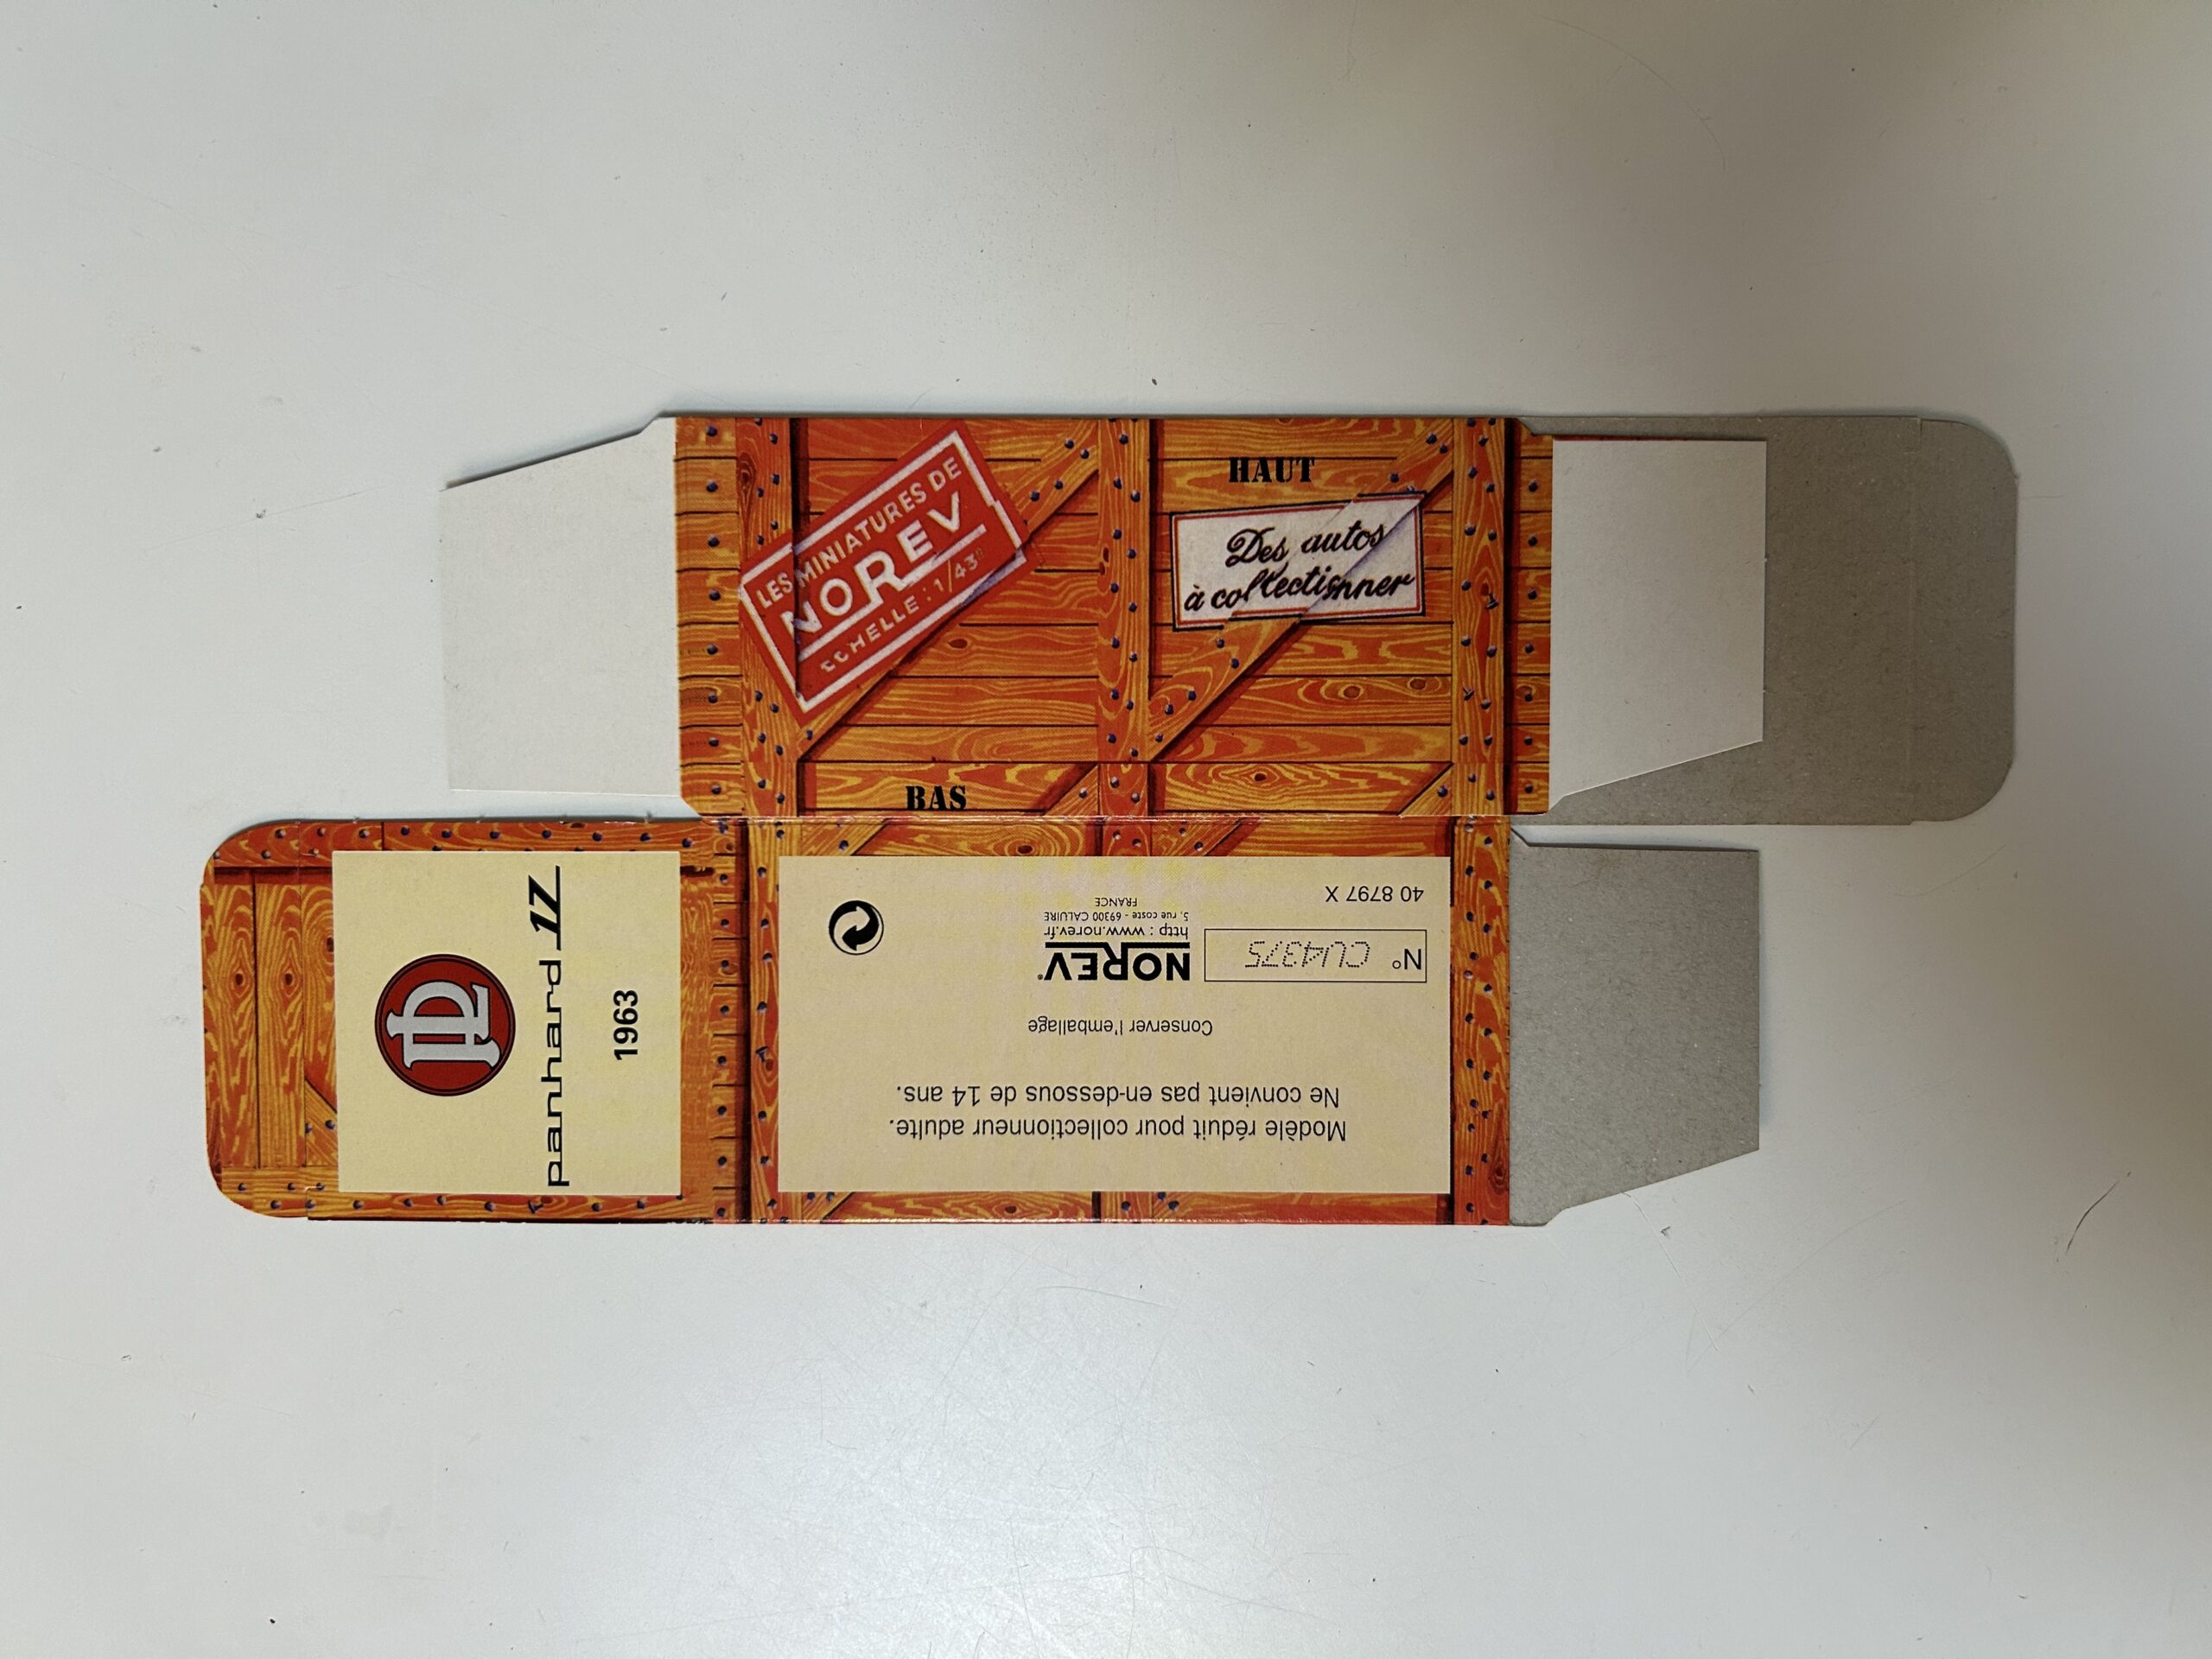 LES MINIATURES DE
NOREV
ECHELLE : 1/43e
HAUT
Des autos
à collectionner
BAS
PL
panhard 17
1963
Modèle réduit pour collectionneur adulte.
Ne convient pas en-dessous de 14 ans.
Conserver l'emballage
N° CU4375
NOREV®
http : www.norev.fr
5, rue coste - 69300 CALUIRE
FRANCE
40 8797 X